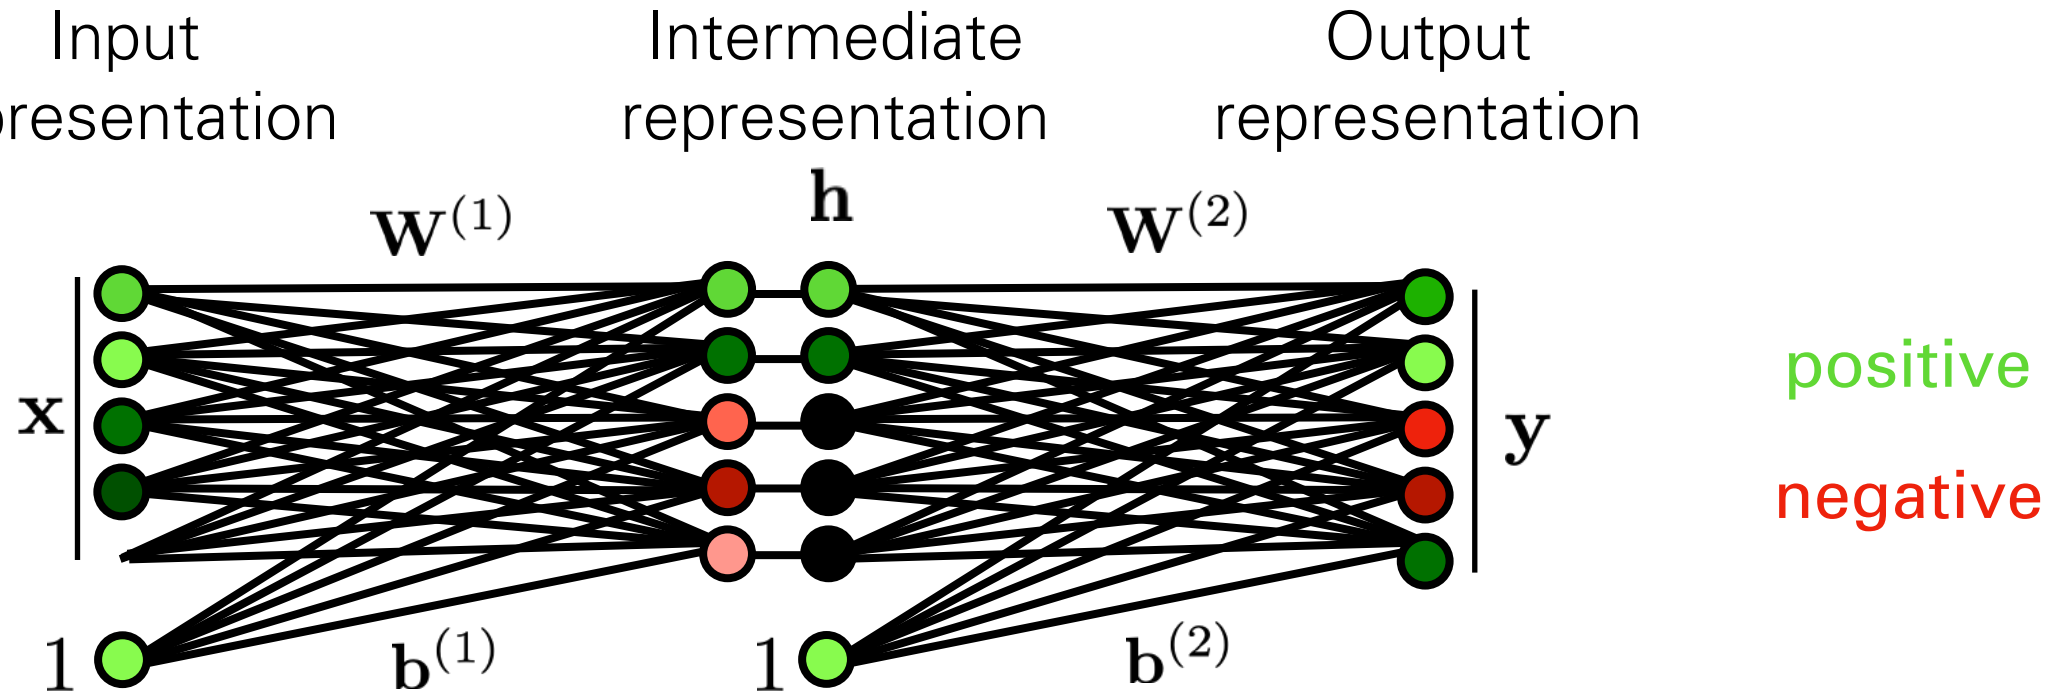 Input
presentation
Intermediate
representation
Output
representation
h
W(1)
W(2)
x
y
positive
negative
1
b(1)
1
b(2)